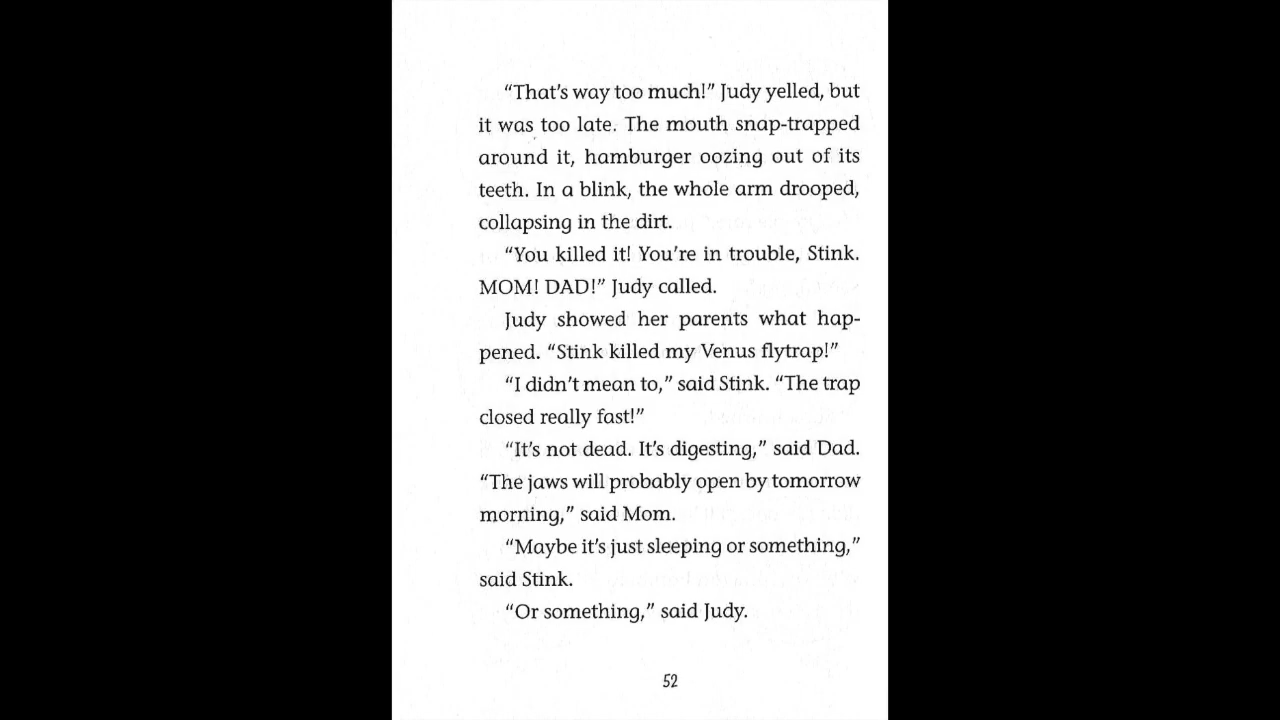 “That’s way too much!” Judy yelled, but
it was too late. The mouth snap-trapped
around it, hamburger oozing out of its
teeth. In a blink, the whole arm drooped,
collapsing in the dirt.
“You killed it! You’re in trouble, Stink.
MOM! DAD!” Judy called.
Judy showed her parents what hap-
pened. “Stink killed my Venus flytrap!”
“I didn’t mean to,” said Stink. “The trap
closed really fast!”
“It’s not dead. It’s digesting,” said Dad.
“The jaws will probably open by tomorrow
morning,” said Mom.
“Maybe it’s just sleeping or something,”
said Stink.
“Or something,” said Judy.
52